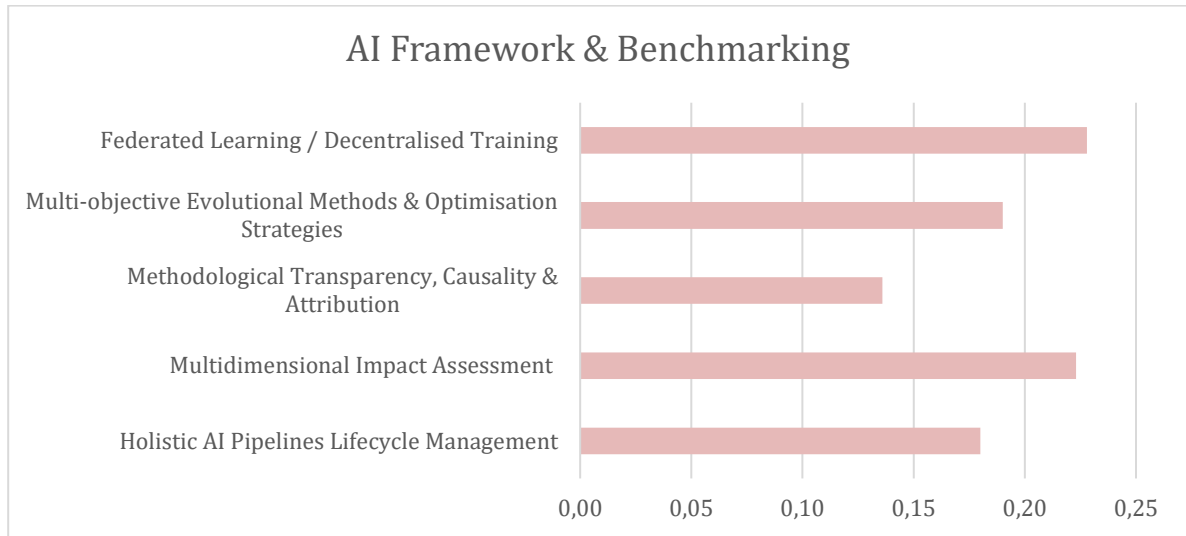 AI Framework & Benchmarking
Federated Learning / Decentralised Training
Multi-objective Evolutional Methods & Optimisation
Strategies
Methodological Transparency, Causality &
Attribution
Multidimensional Impact Assessment
Holistic AI Pipelines Lifecycle Management
0,00 0,05 0,10 0,15 0,20 0,25